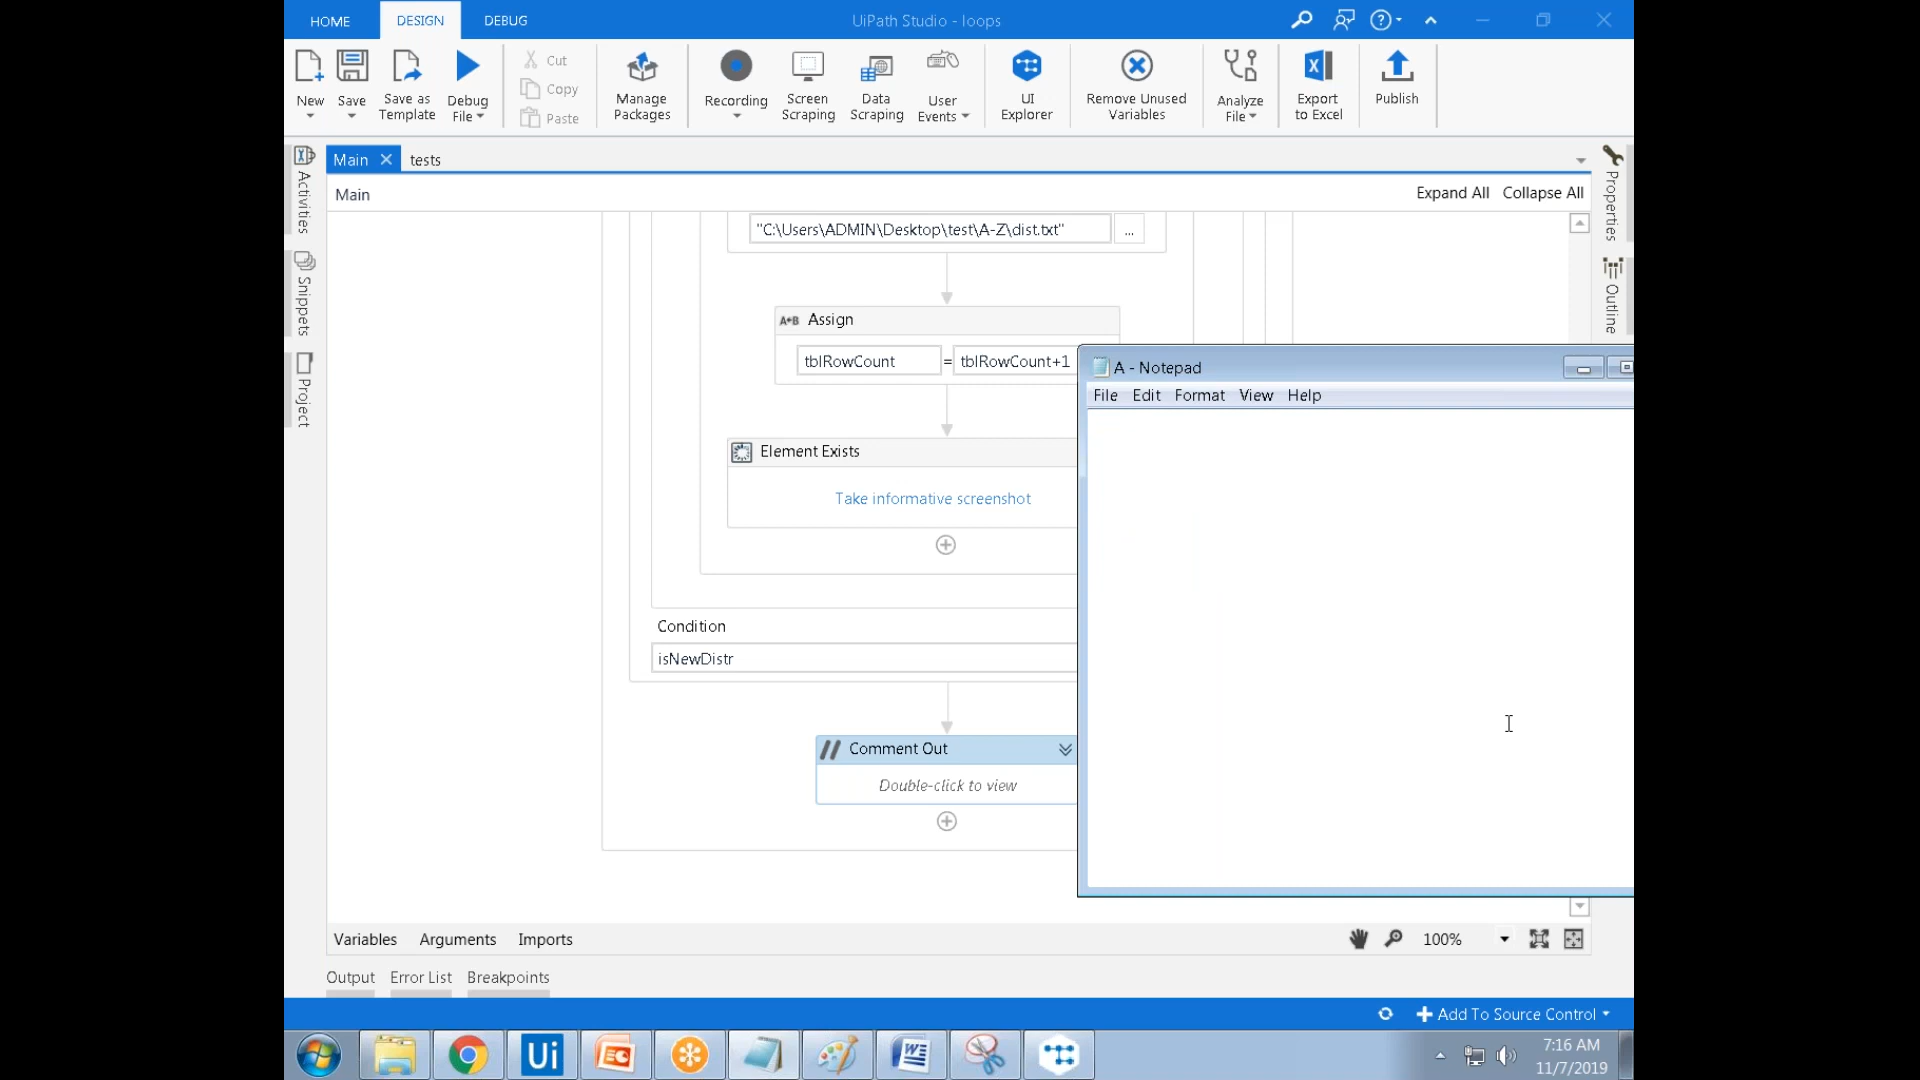 HOME DESIGN DEBUG UiPath Studio - loops
New Save Save as Template Debug File Cut Copy Paste Manage Packages Recording Screen Scraping Data Scraping User Events UI Explorer Remove Unused Variables Analyze File Export to Excel Publish
Main tests
Main Expand All Collapse All
Activities
Snippets
Project
Properties
Outline
"C:\Users\ADMIN\Desktop\test\A-Z\dist.txt" ...
A+B Assign
tblRowCount = tblRowCount+1
Element Exists
Take informative screenshot
Condition
isNewDistr
// Comment Out
Double-click to view
A - Notepad
File Edit Format View Help
Variables Arguments Imports 100%
Output Error List Breakpoints
Add To Source Control
Ui
7:16 AM
11/7/2019